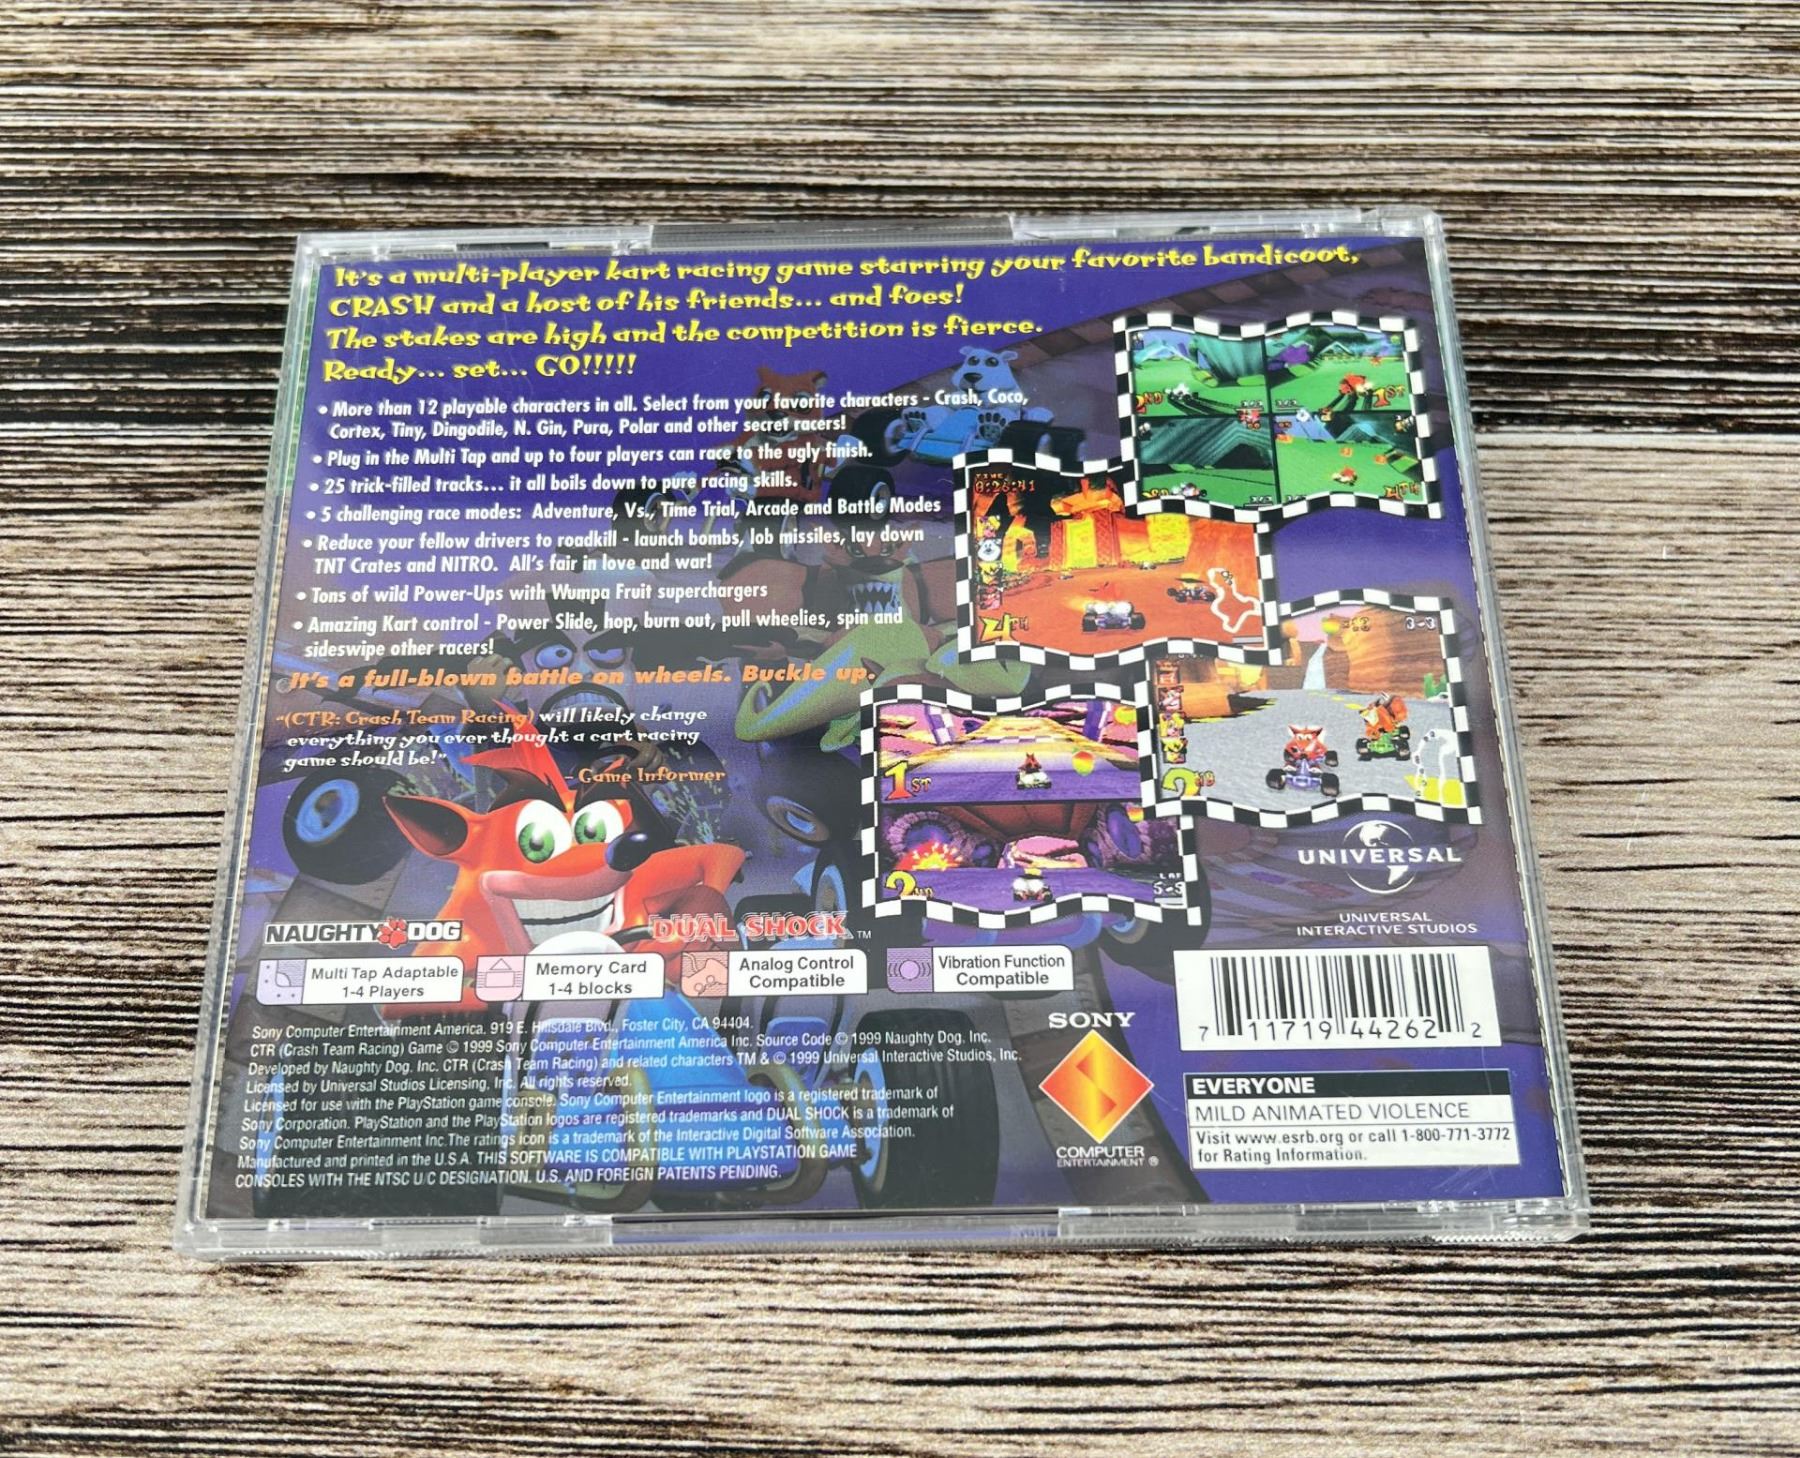 It's a multi-player kart racing game starring your favorite bandicoot,
CRASH and a host of his friends... and foes!
The stakes are high and the competition is fierce.
Ready... set... GO!!!!!
• More than 12 playable characters in all. Select from your favorite characters - Crash, Coco,
Cortex, Tiny, Dingodile, N. Gin, Pura, Polar and other secret racers!
• Plug in the Multi Tap and up to four players can race to the ugly finish.
• 25 trick-filled tracks... it all boils down to pure racing skills.
• 5 challenging race modes: Adventure, Vs., Time Trial, Arcade and Battle Modes
• Reduce your fellow drivers to roadkill - launch bombs, lob missiles, lay down
TNT Crates and NITRO. All's fair in love and war!
• Tons of wild Power-Ups with Wumpa Fruit superchargers
• Amazing Kart control - Power Slide, hop, burn out, pull wheelies, spin and
sideswipe other racers!
It's a full-blown battle on wheels. Buckle up.
"(CTR: Crash Team Racing) will likely change
everything you ever thought a cart racing
game should be!"
- Game Informer
2ND
1ST
4TH
TIME
0:26:41
4TH
3-3
2ND
1ST
2ND
LAP
5-5
UNIVERSAL
UNIVERSAL
INTERACTIVE STUDIOS
NAUGHTY DOG
DUAL SHOCK™
Multi Tap Adaptable
1-4 Players
Memory Card
1-4 blocks
Analog Control
Compatible
Vibration Function
Compatible
Sony Computer Entertainment America. 919 E. Hillsdale Blvd., Foster City, CA 94404.
CTR (Crash Team Racing) Game © 1999 Sony Computer Entertainment America Inc. Source Code © 1999 Naughty Dog, Inc.
Developed by Naughty Dog, Inc. CTR (Crash Team Racing) and related characters TM & © 1999 Universal Interactive Studios, Inc.
Licensed by Universal Studios Licensing, Inc. All rights reserved.
Licensed for use with the PlayStation game console. Sony Computer Entertainment logo is a registered trademark of
Sony Corporation. PlayStation and the PlayStation logos are registered trademarks and DUAL SHOCK is a trademark of
Sony Computer Entertainment Inc. The ratings icon is a trademark of the Interactive Digital Software Association.
Manufactured and printed in the U.S.A. THIS SOFTWARE IS COMPATIBLE WITH PLAYSTATION GAME
CONSOLES WITH THE NTSC U/C DESIGNATION. U.S. AND FOREIGN PATENTS PENDING.
SONY
COMPUTER
ENTERTAINMENT ®
7 11719 44262 2
EVERYONE
MILD ANIMATED VIOLENCE
Visit www.esrb.org or call 1-800-771-3772
for Rating Information.